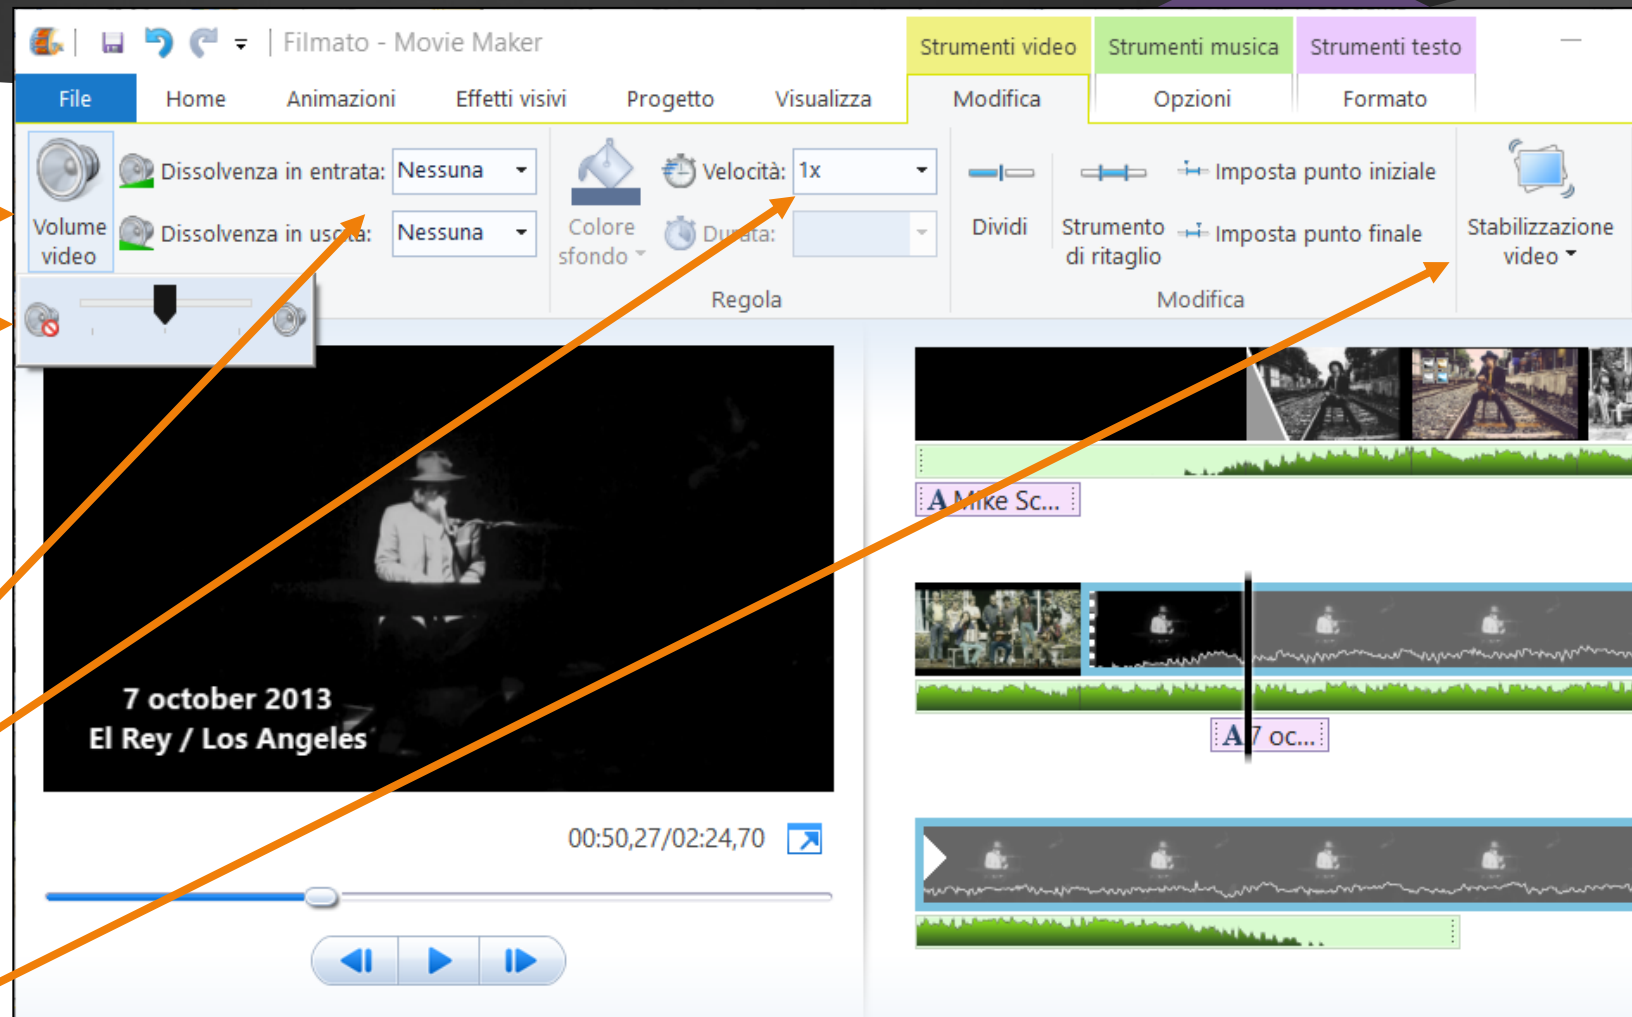 Filmato - Movie Maker
Strumenti video
Strumenti musica
Strumenti testo
File
Home
Animazioni
Effetti visivi
Progetto
Visualizza
Modifica
Opzioni
Formato
Volume
video
Dissolvenza in entrata: Nessuna
Dissolvenza in uscita: Nessuna
Colore
sfondo
Velocità: 1x
Durata:
Regola
Dividi
Strumento
di ritaglio
Imposta punto iniziale
Imposta punto finale
Modifica
Stabilizzazione
video
7 october 2013
El Rey / Los Angeles
00:50,27/02:24,70
A Mike Sc...
A 7 oc...